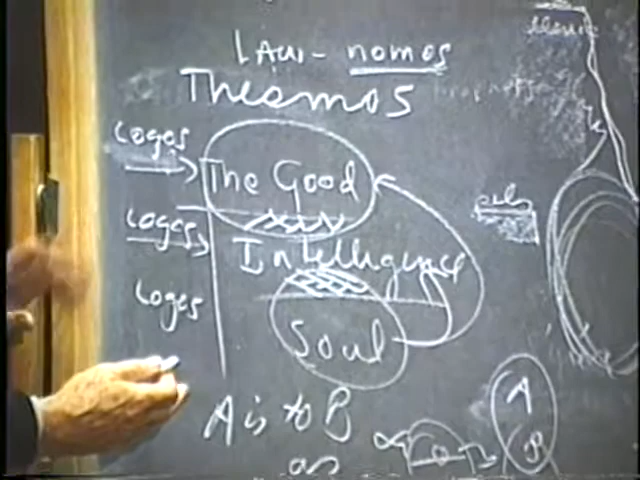 Law - nomos
Thesmos
Logos
The Good
Logos
Intelligence
Logos
Soul
A is to B
as
A
B